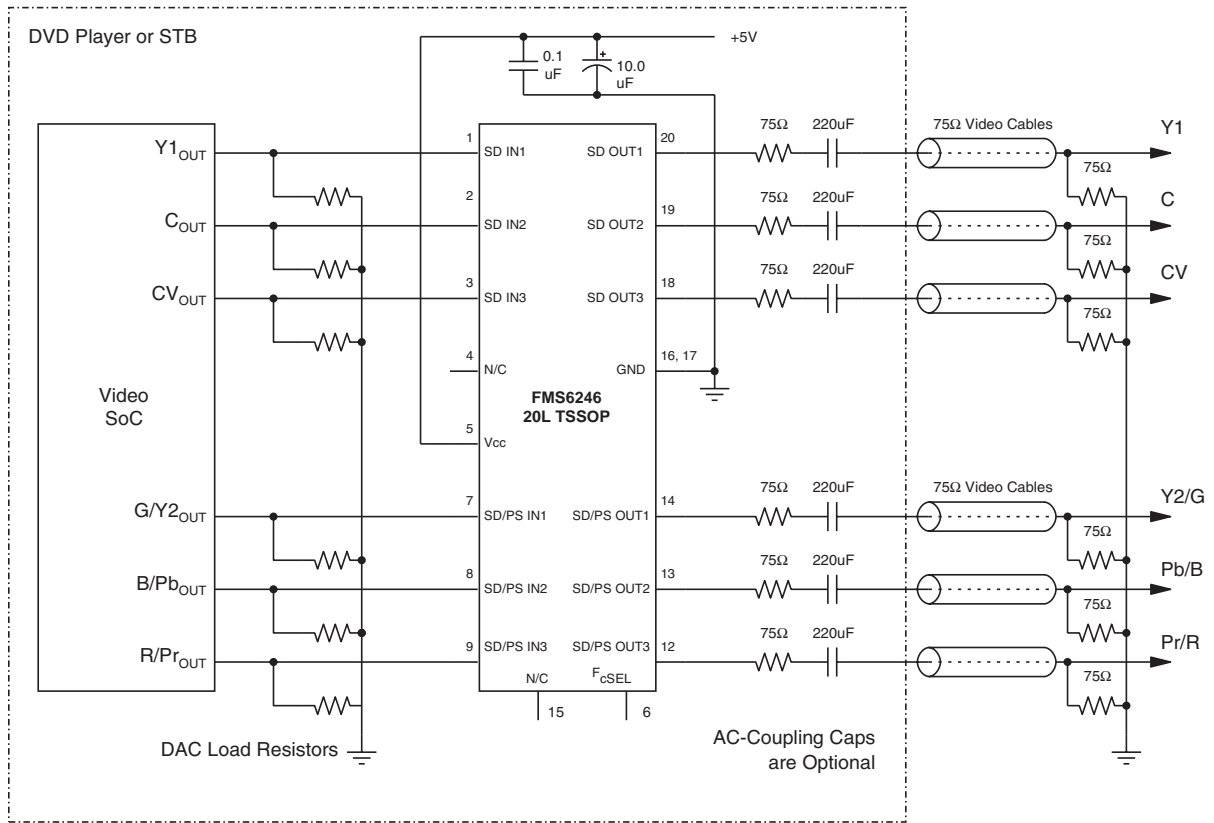 DVD Player or STB
+5V
0.1
uF
+
10.0
uF
Y1OUT
1
SD IN1
SD OUT1
20
75Ω
220uF
75Ω Video Cables
Y1
75Ω
COUT
2
SD IN2
SD OUT2
19
75Ω
220uF
C
75Ω
CVOUT
3
SD IN3
SD OUT3
18
75Ω
220uF
CV
75Ω
4
N/C
GND
16, 17
Video
SoC
FMS6246
20L TSSOP
5
Vcc
G/Y2OUT
7
SD/PS IN1
SD/PS OUT1
14
75Ω
220uF
75Ω Video Cables
Y2/G
75Ω
B/PbOUT
8
SD/PS IN2
SD/PS OUT2
13
75Ω
220uF
Pb/B
75Ω
R/PrOUT
9
SD/PS IN3
SD/PS OUT3
12
75Ω
220uF
Pr/R
75Ω
N/C
FcSEL
15
6
DAC Load Resistors
AC-Coupling Caps
are Optional